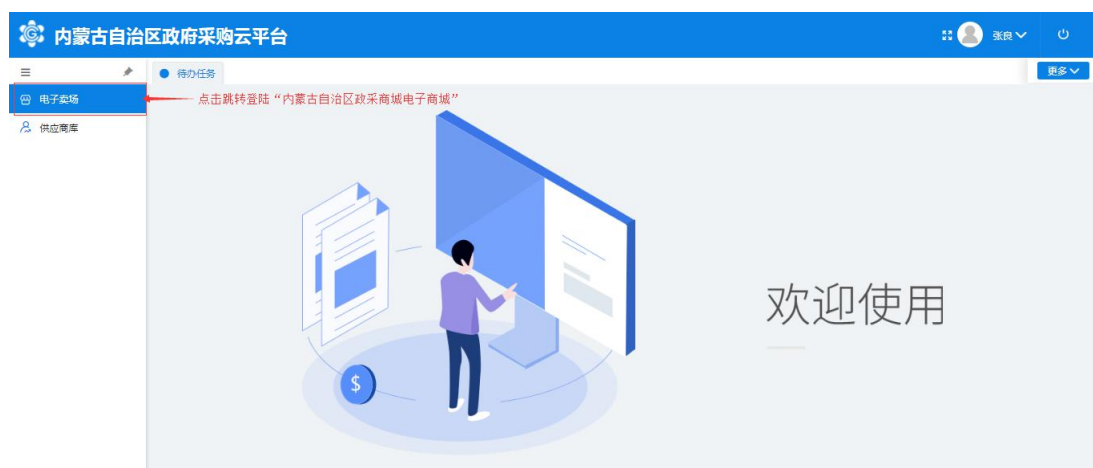 内蒙古自治区政府采购云平台
张良
待办任务
更多
电子卖场
点击跳转登陆“内蒙古自治区政采商城电子商城”
供应商库
欢迎使用
$